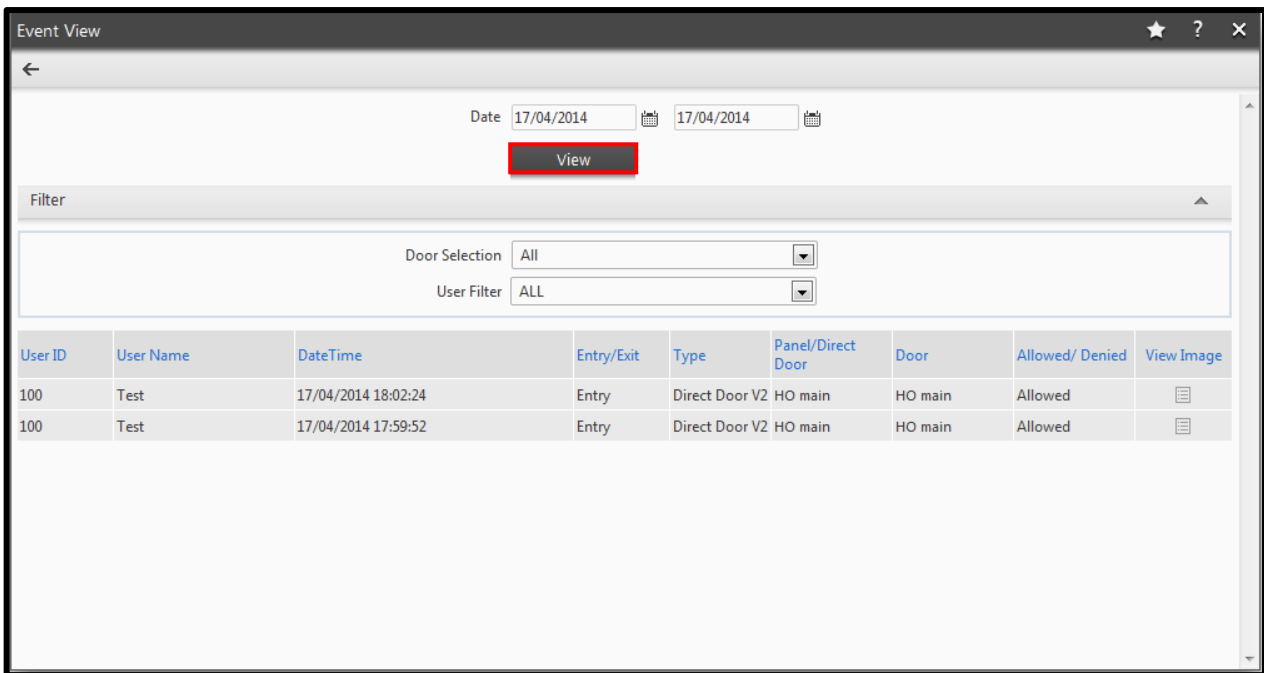 Event View ?
Date 17/04/2014 17/04/2014
View
Filter
Door Selection All
User Filter ALL
User ID User Name DateTime Entry/Exit Type Panel/Direct Door Door Allowed/ Denied View Image
100 Test 17/04/2014 18:02:24 Entry Direct Door V2 HO main HO main Allowed
100 Test 17/04/2014 17:59:52 Entry Direct Door V2 HO main HO main Allowed